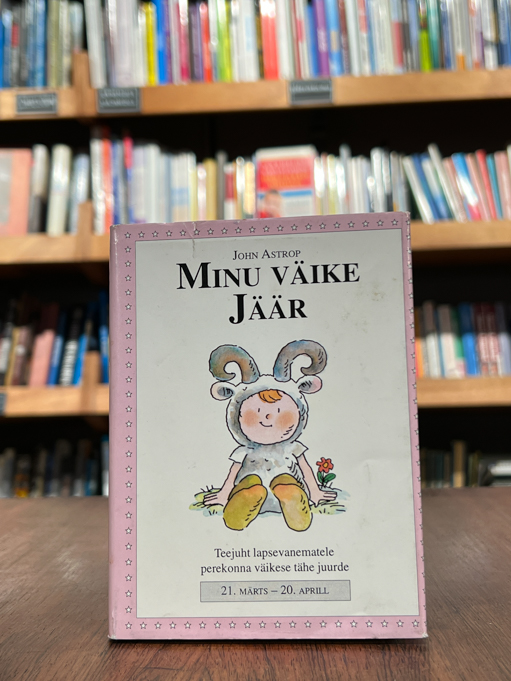 John Astrop
Minu väike
Jäär
Teejuht lapsevanematele
perekonna väikese tähe juurde
21. märts – 20. aprill